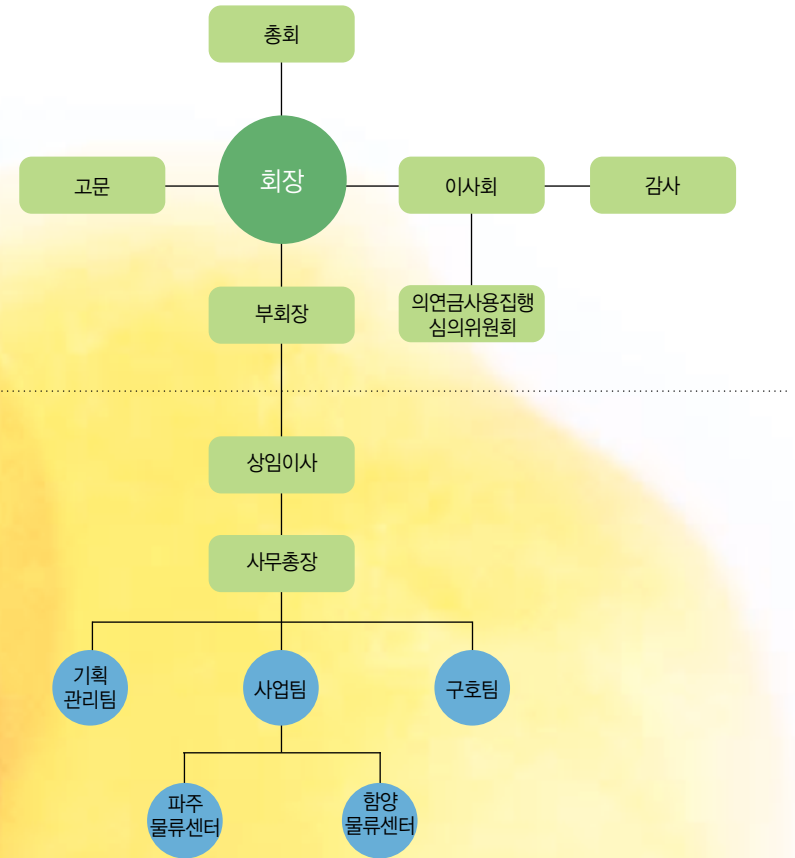 총회
고문
회장
이사회
감사
부회장
의연금사용집행
심의위원회
상임이사
사무총장
기획
관리팀
사업팀
구호팀
파주
물류센터
함양
물류센터